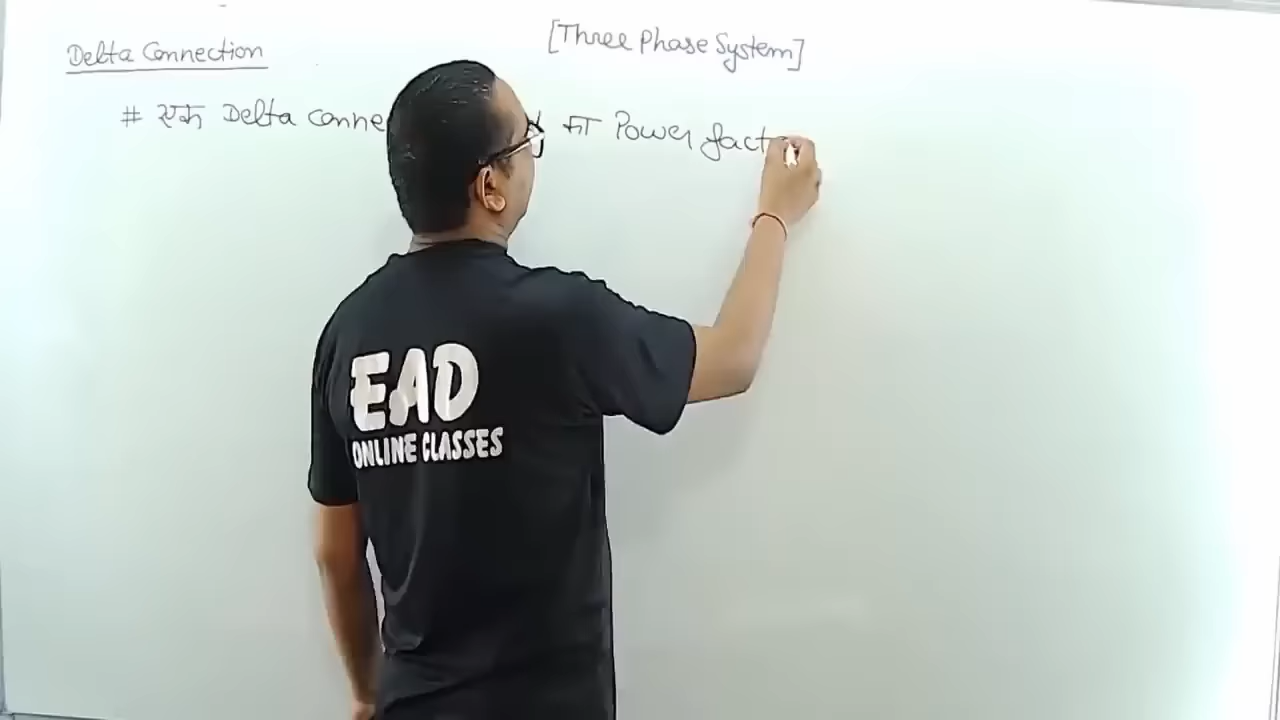 [Three Phase System]
Delta Connection
# एक Delta conne का Power fact
EAD
ONLINE CLASSES